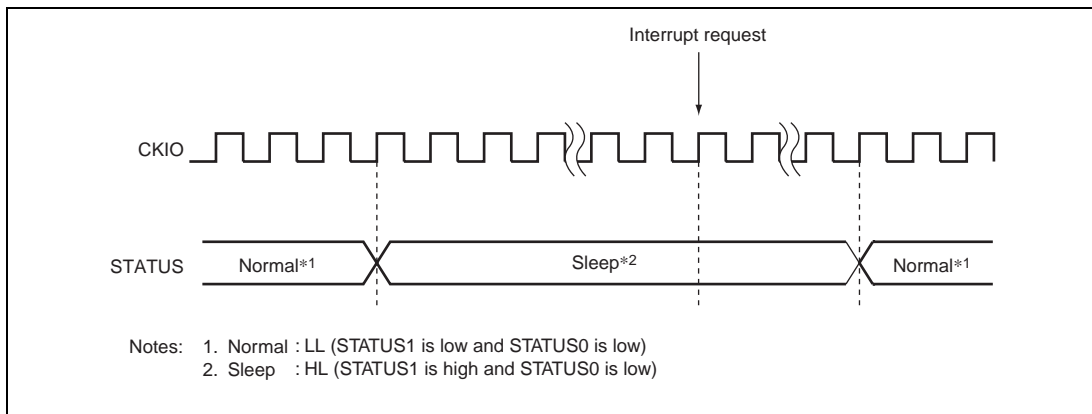 Interrupt request
CKIO
STATUS
Normal*1
Sleep*2
Normal*1
Notes: 1. Normal : LL (STATUS1 is low and STATUS0 is low)
2. Sleep : HL (STATUS1 is high and STATUS0 is low)